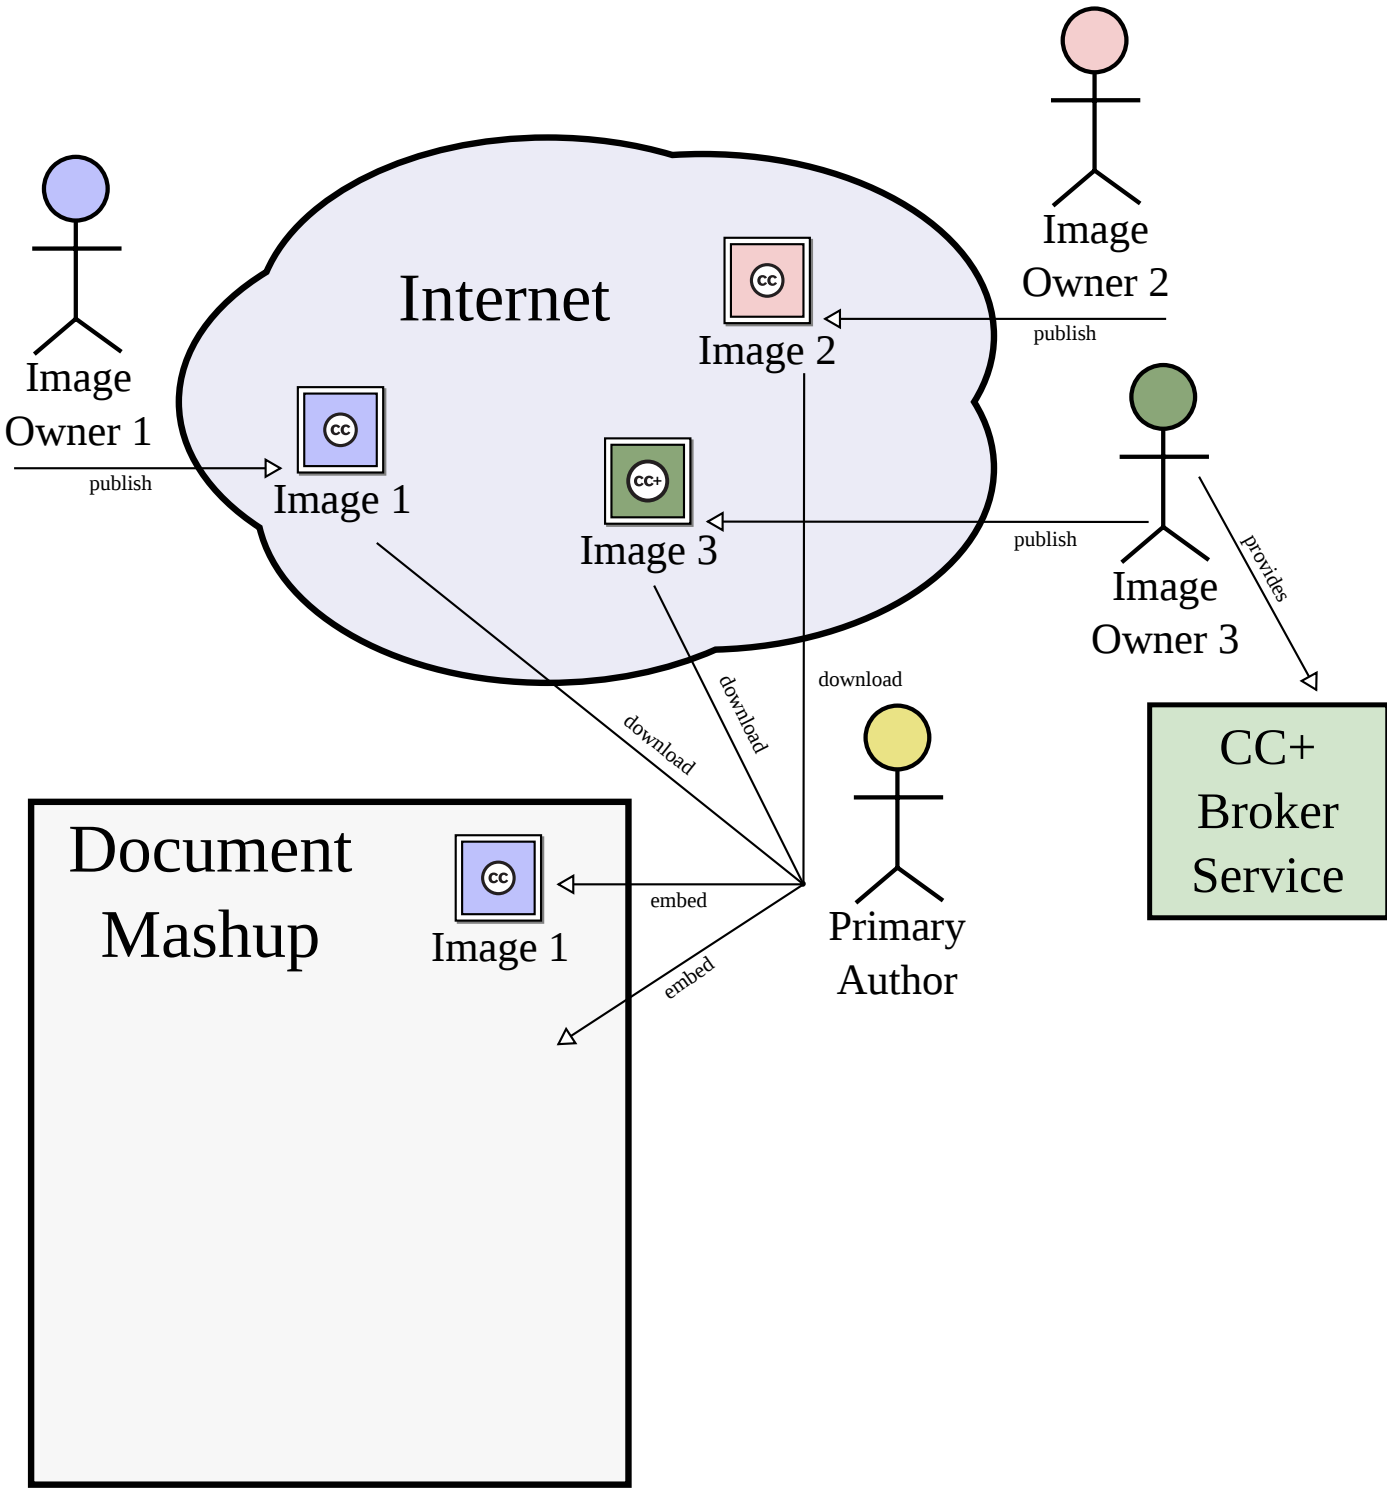 Image
Owner 2
publish
Internet
CC
Image 2
Image
Owner 1
publish
CC
Image 1
CC+
Image 3
publish
Image
Owner 3
provides
download
download
download
CC+
Broker
Service
Document
Mashup
CC
Image 1
embed
embed
Primary
Author